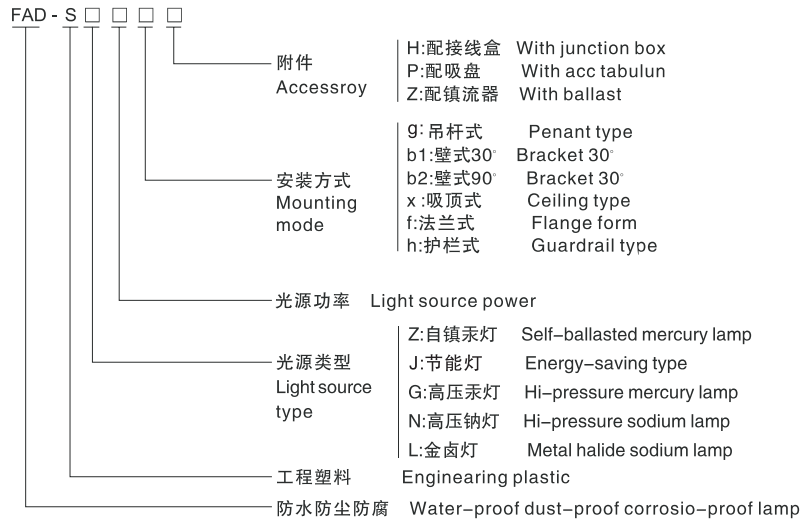 FAD - S□ □ □ □
附件
Accessroy
H:配接线盒 With junction box
P:配吸盘 With acc tabulun
Z:配镇流器 With ballast
安装方式
Mounting
mode
g:吊杆式 Penant type
b1:壁式30° Bracket 30°
b2:壁式90° Bracket 30°
x:吸顶式 Ceiling type
f:法兰式 Flange form
h:护栏式 Guardrail type
光源功率 Light source power
光源类型
Light source
type
Z:自镇汞灯 Self-ballasted mercury lamp
J:节能灯 Energy-saving type
G:高压汞灯 Hi-pressure mercury lamp
N:高压钠灯 Hi-pressure sodium lamp
L:金卤灯 Metal halide sodium lamp
工程塑料 Enginearing plastic
防水防尘防腐 Water-proof dust-proof corrosio-proof lamp